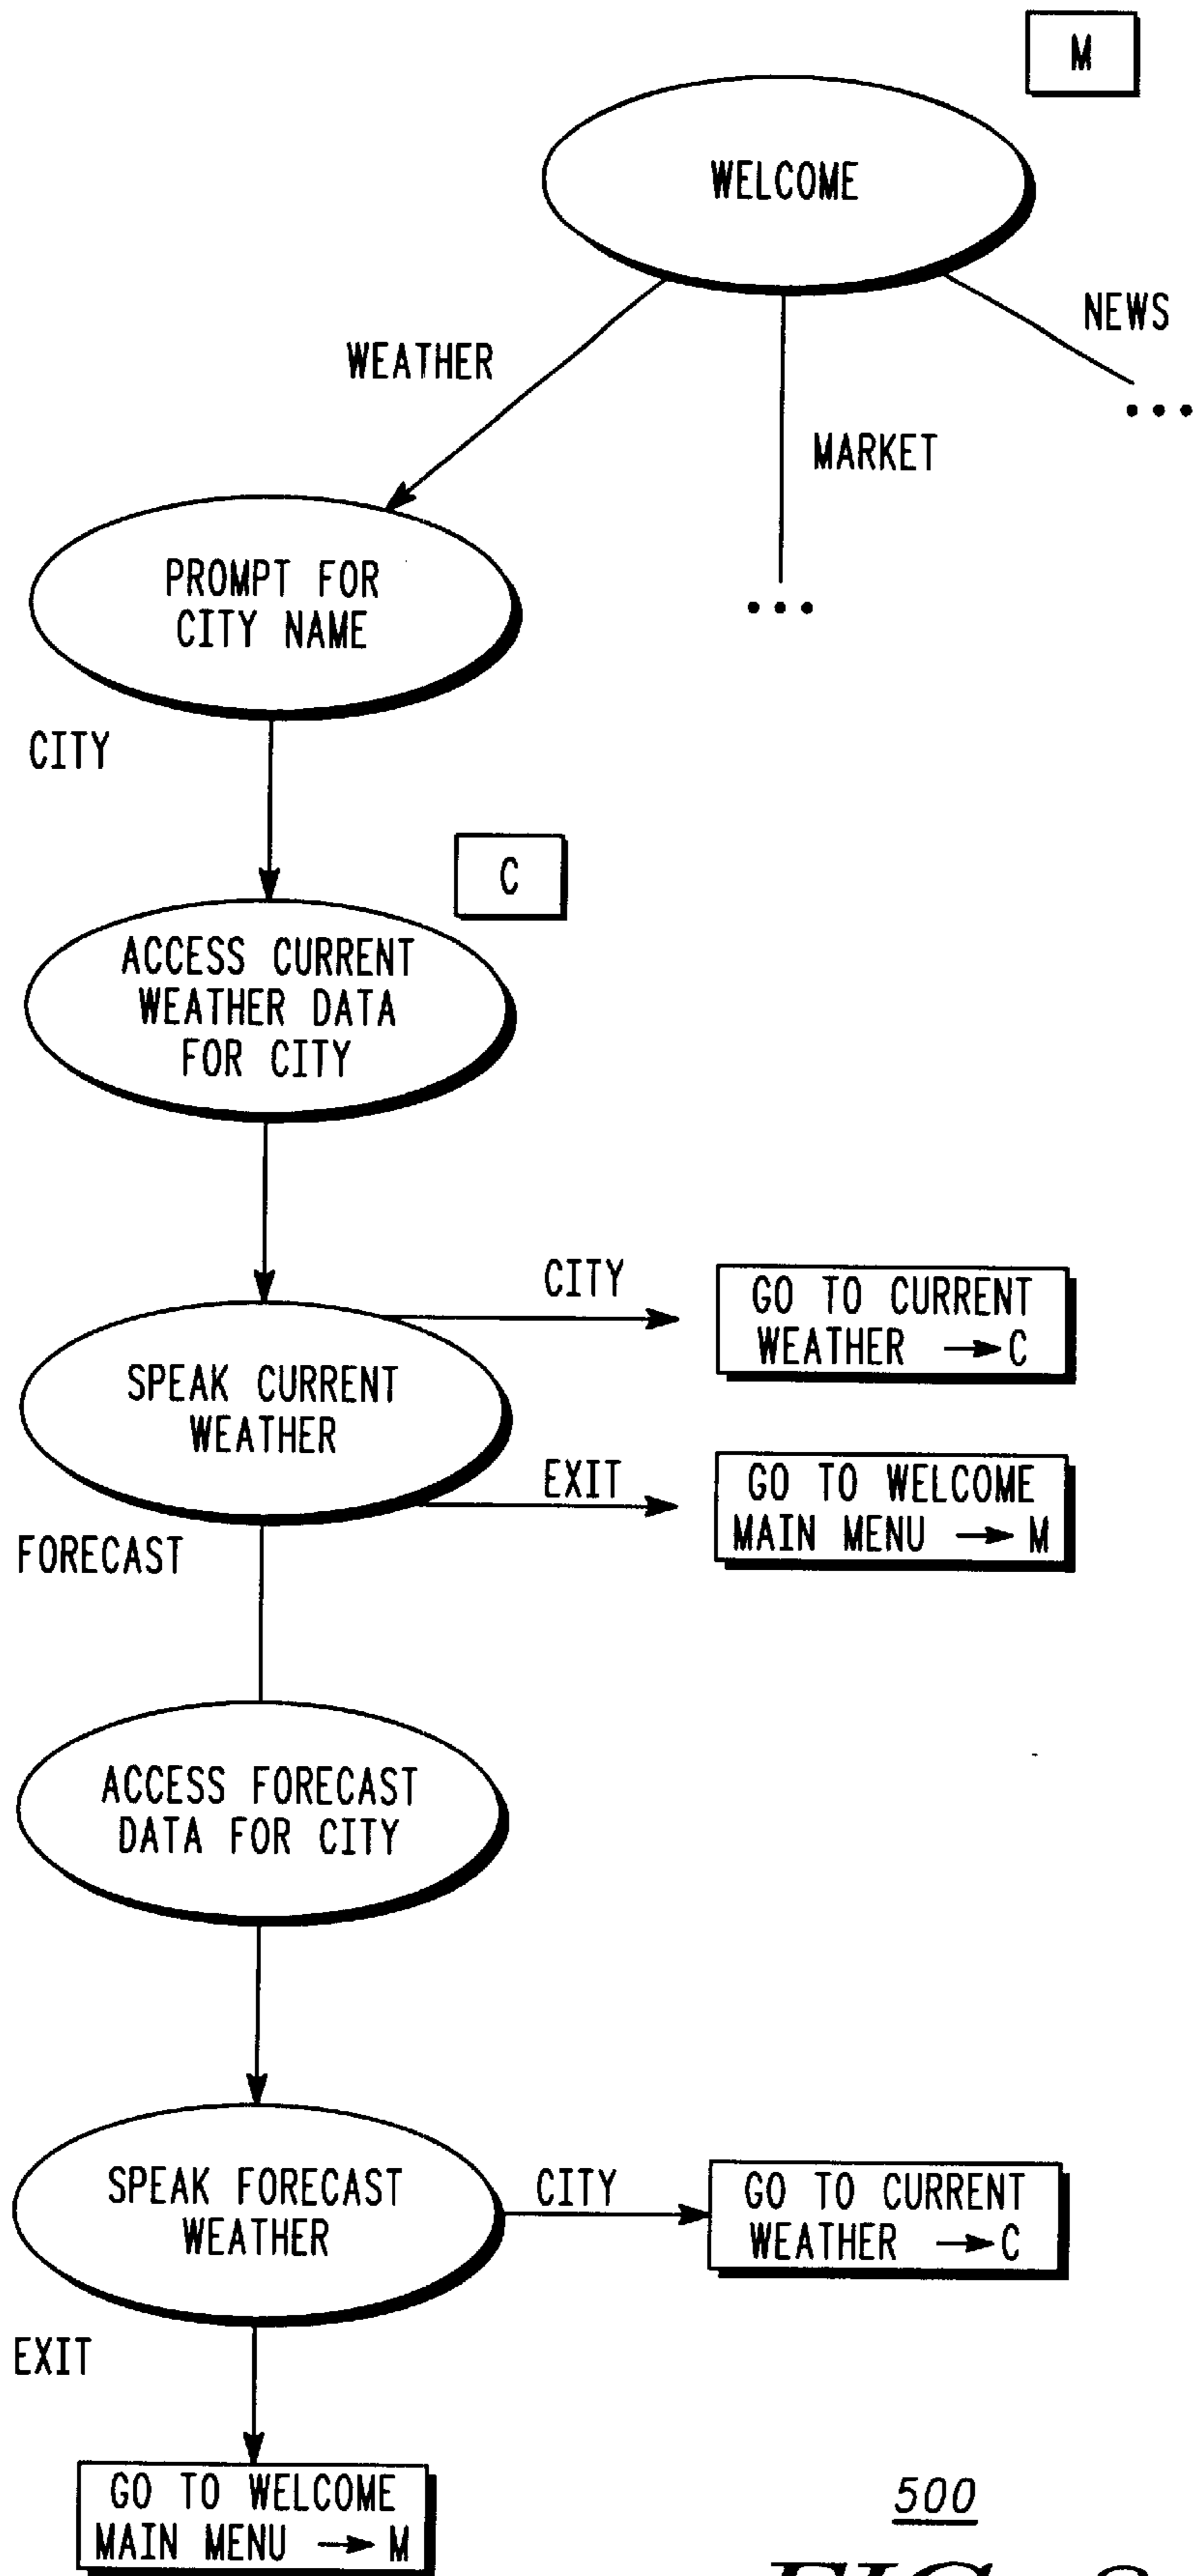 M
WELCOME
NEWS
WEATHER
MARKET
• • •
• • •
PROMPT FOR
CITY NAME
CITY
C
ACCESS CURRENT
WEATHER DATA
FOR CITY
CITY
GO TO CURRENT
WEATHER → C
SPEAK CURRENT
WEATHER
EXIT
GO TO WELCOME
MAIN MENU → M
FORECAST
ACCESS FORECAST
DATA FOR CITY
SPEAK FORECAST
WEATHER
CITY
GO TO CURRENT
WEATHER → C
EXIT
GO TO WELCOME
MAIN MENU → M
500